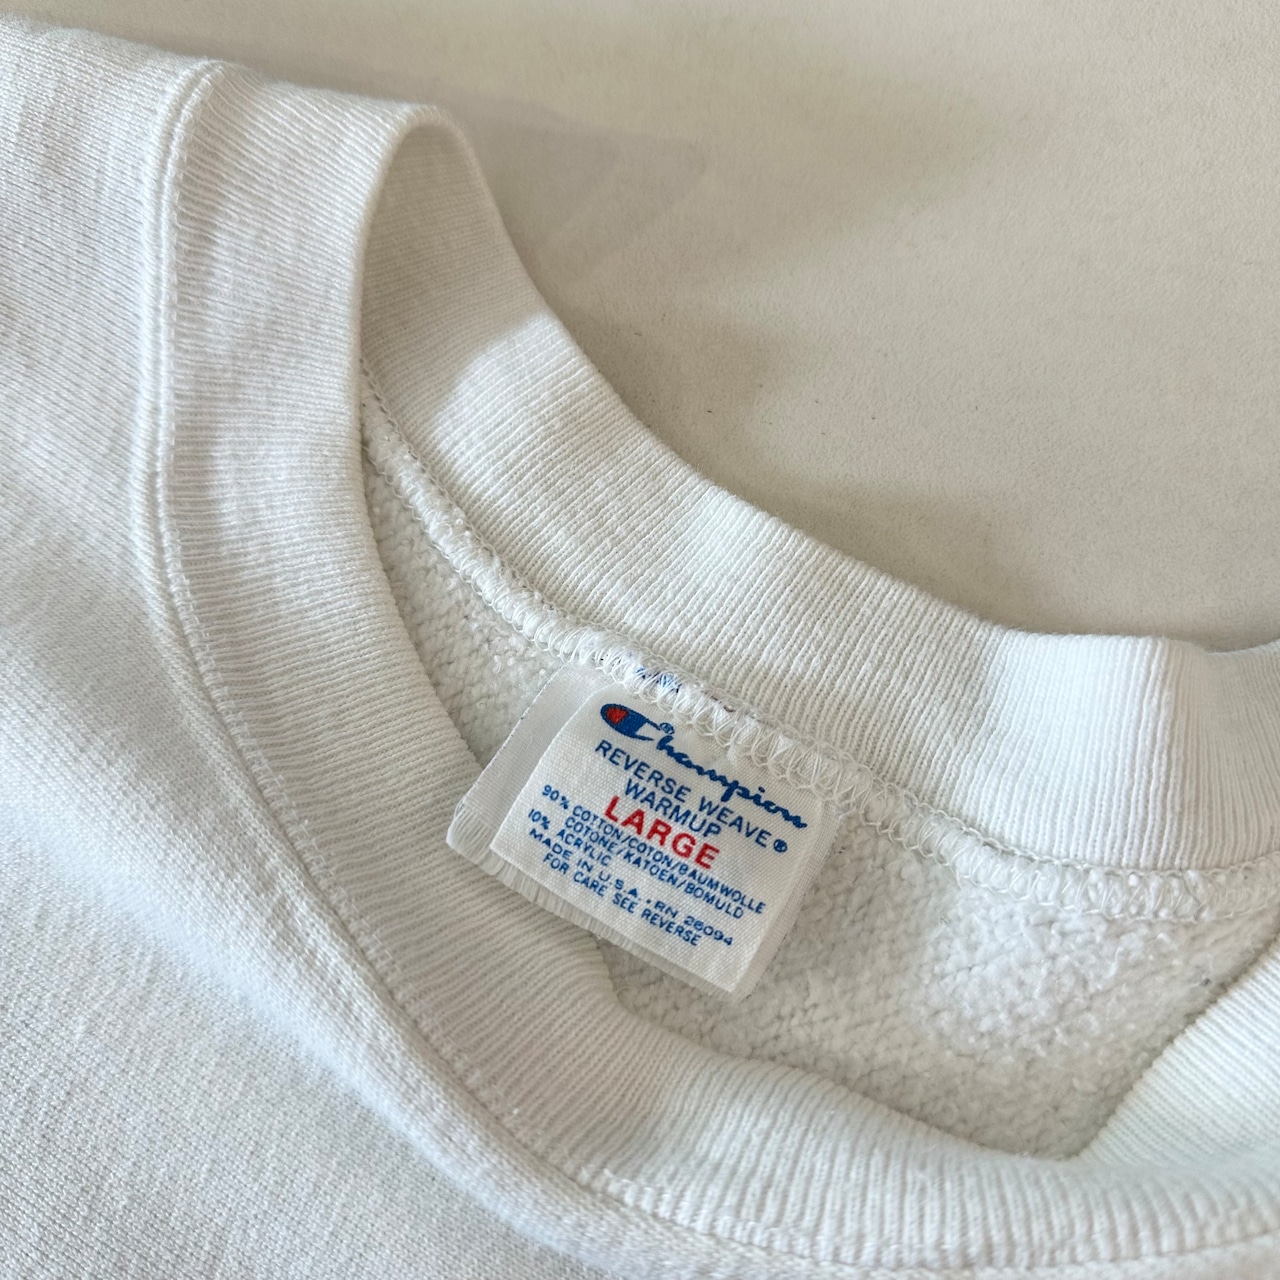 Champion®
REVERSE WEAVE®
WARMUP
LARGE
90% COTTON/COTON/BAUMWOLLE
COTONE/KATOEN/BOMULD
10% ACRYLIC
MADE IN U.S.A. • RN 26094
FOR CARE SEE REVERSE